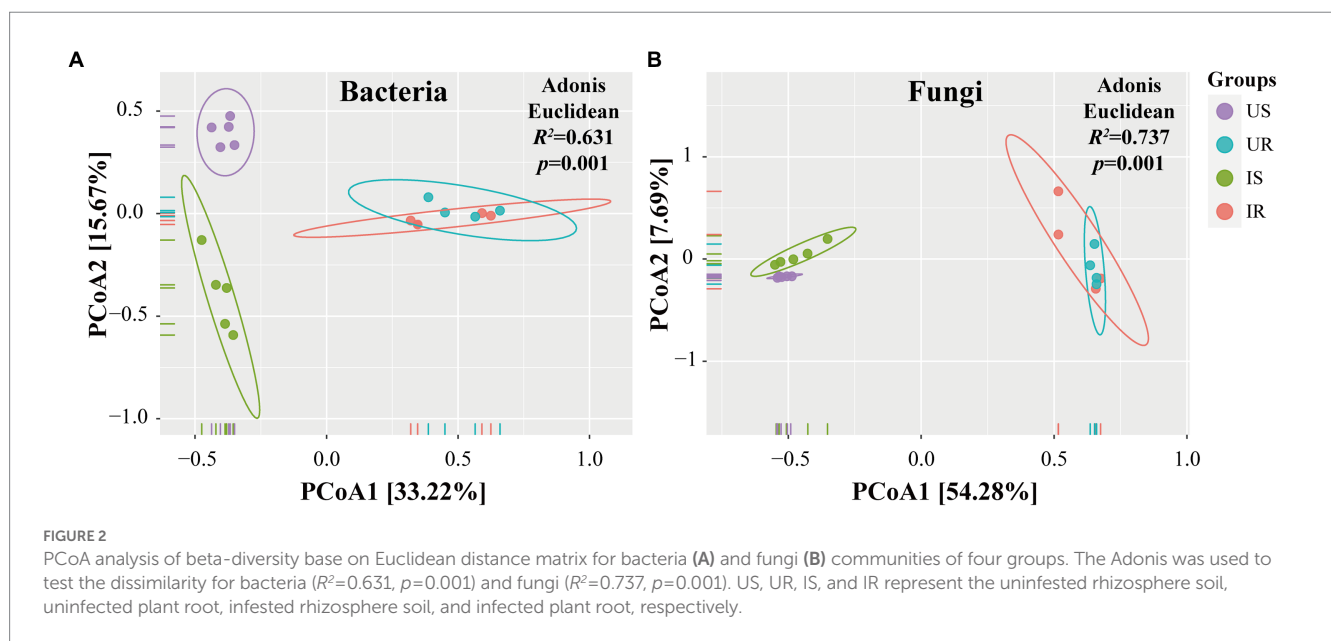 A
Bacteria
Adonis
Euclidean
R²=0.631
p=0.001
0.5
0.0
−0.5
−1.0
PCoA2 [15.67%]
−0.5 0.0 0.5 1.0
PCoA1 [33.22%]
B
Fungi
Adonis
Euclidean
R²=0.737
p=0.001
1
0
−1
PCoA2 [7.69%]
−0.5 0.0 0.5 1.0
PCoA1 [54.28%]
Groups
US
UR
IS
IR
FIGURE 2
PCoA analysis of beta-diversity base on Euclidean distance matrix for bacteria (A) and fungi (B) communities of four groups. The Adonis was used to
test the dissimilarity for bacteria (R²=0.631, p=0.001) and fungi (R²=0.737, p=0.001). US, UR, IS, and IR represent the uninfested rhizosphere soil,
uninfected plant root, infested rhizosphere soil, and infected plant root, respectively.